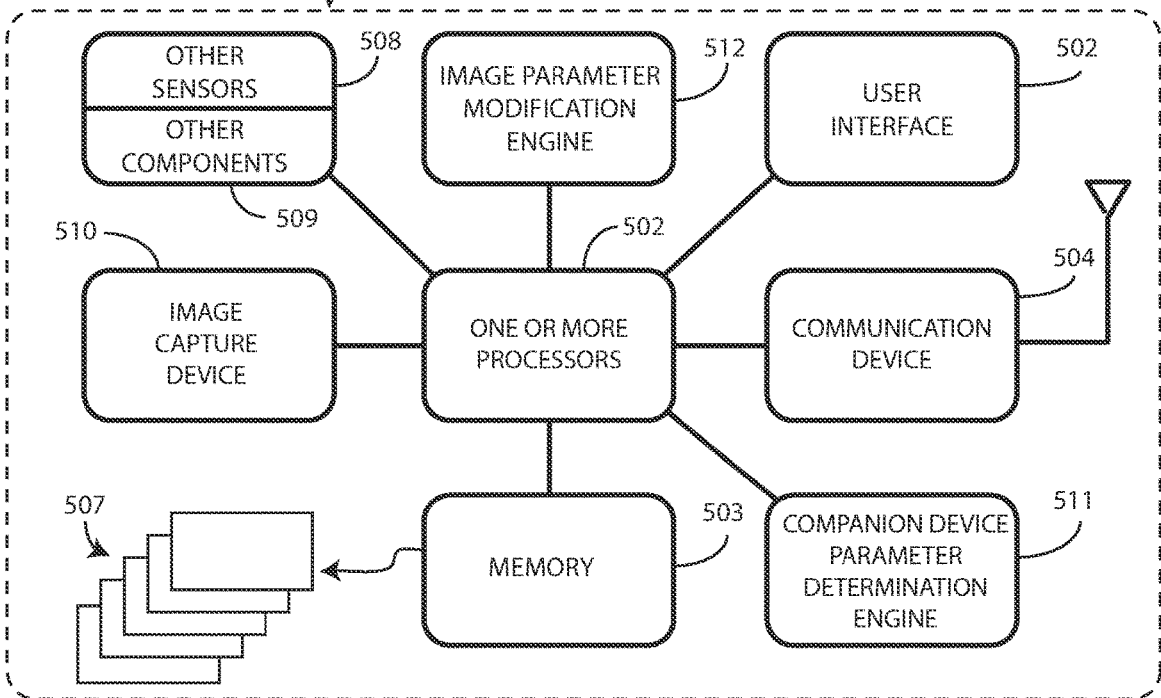 OTHER
SENSORS
OTHER
COMPONENTS
508
509
IMAGE PARAMETER
MODIFICATION
ENGINE
512
USER
INTERFACE
502
510
IMAGE
CAPTURE
DEVICE
ONE OR MORE
PROCESSORS
502
COMMUNICATION
DEVICE
504
507
MEMORY
503
COMPANION DEVICE
PARAMETER
DETERMINATION
ENGINE
511